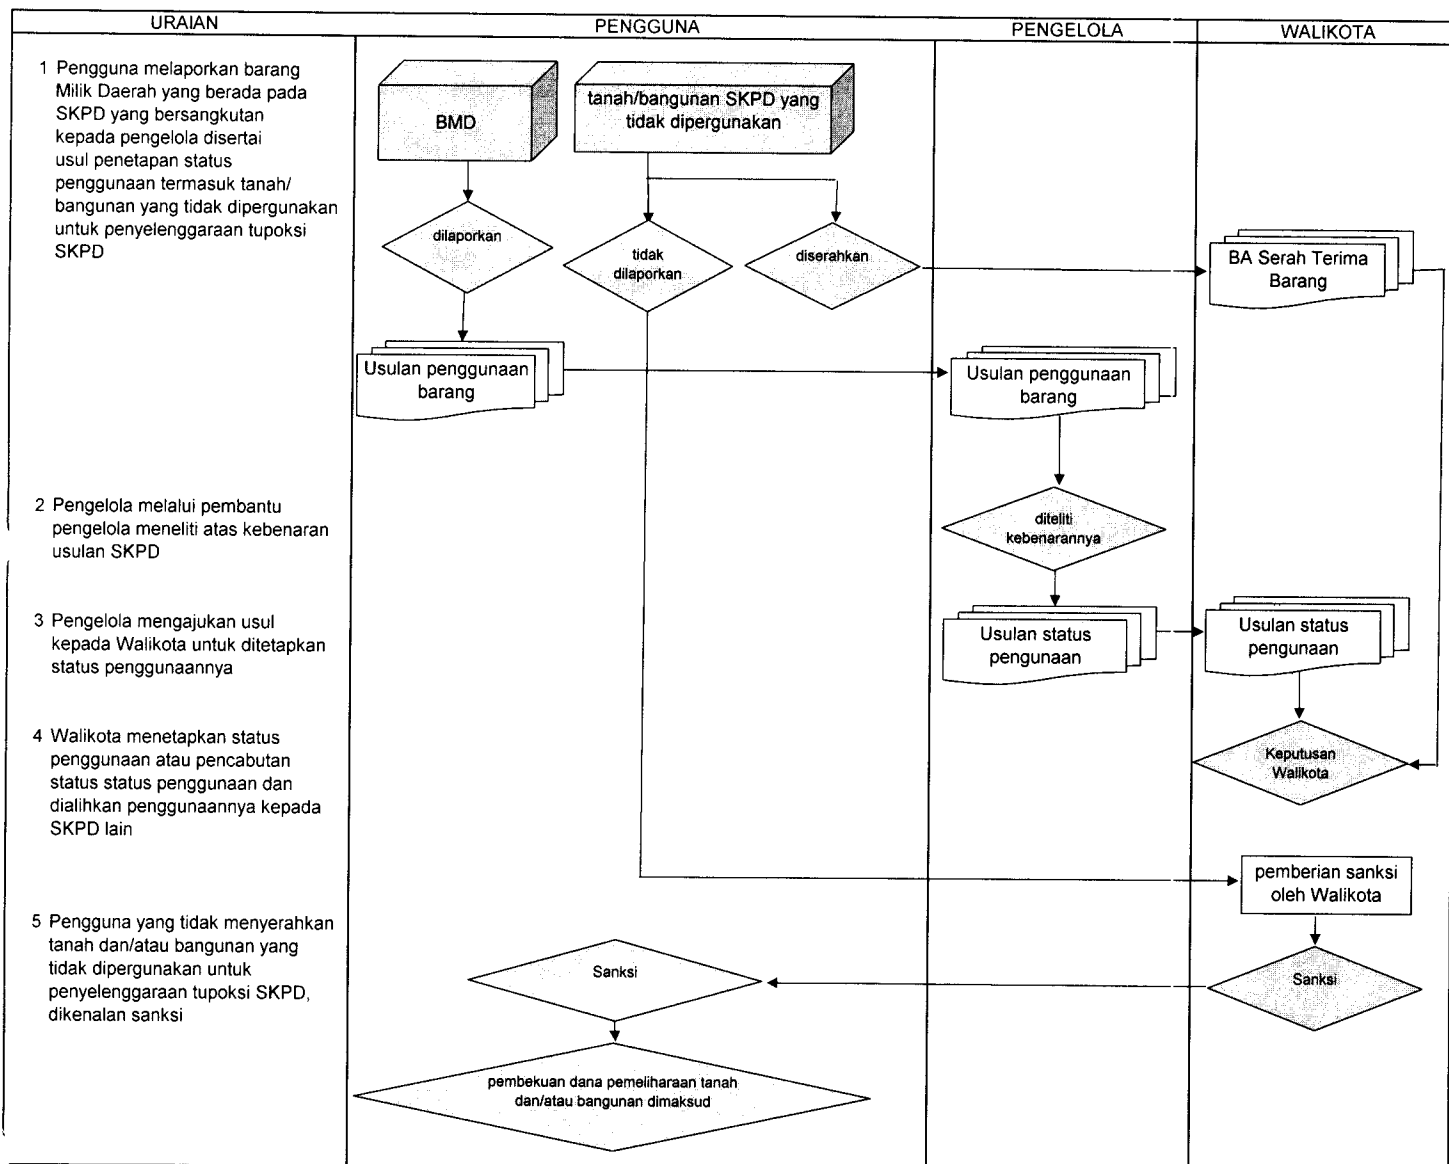 URAIAN
PENGGUNA
PENGELOLA
WALIKOTA
1 Pengguna melaporkan barang
Milik Daerah yang berada pada
SKPD yang bersangkutan
kepada pengelola disertai
usul penetapan status
penggunaan termasuk tanah/
bangunan yang tidak dipergunakan
untuk penyelenggaraan tupoksi
SKPD
BMD
tanah/bangunan SKPD yang
tidak dipergunakan
dilaporkan
tidak
dilaporkan
diserahkan
BA Serah Terima
Barang
Usulan penggunaan
barang
Usulan penggunaan
barang
2 Pengelola melalui pembantu
pengelola meneliti atas kebenaran
usulan SKPD
diteliti
kebenarannya
3 Pengelola mengajukan usul
kepada Walikota untuk ditetapkan
status penggunaannya
Usulan status
pengunaan
Usulan status
pengunaan
4 Walikota menetapkan status
penggunaan atau pencabutan
status status penggunaan dan
dialihkan penggunaannya kepada
SKPD lain
Keputusan
Walikota
pemberian sanksi
oleh Walikota
5 Pengguna yang tidak menyerahkan
tanah dan/atau bangunan yang
tidak dipergunakan untuk
penyelenggaraan tupoksi SKPD,
dikenalan sanksi
Sanksi
Sanksi
pembekuan dana pemeliharaan tanah
dan/atau bangunan dimaksud